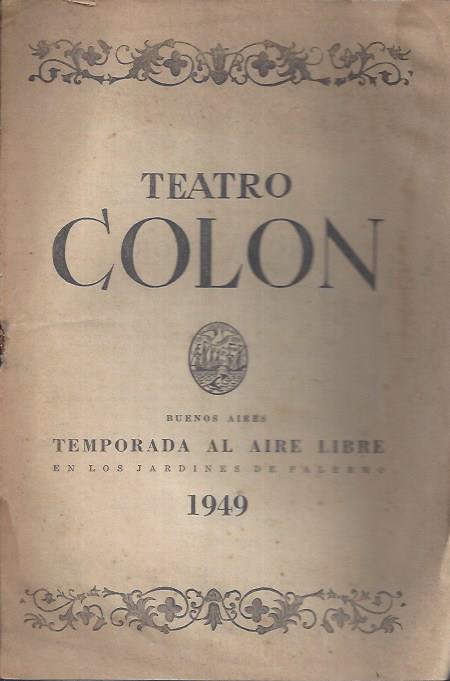 TEATRO
COLON
BUENOS AIRES
TEMPORADA AL AIRE LIBRE
EN LOS JARDINES DE PALERMO
1949